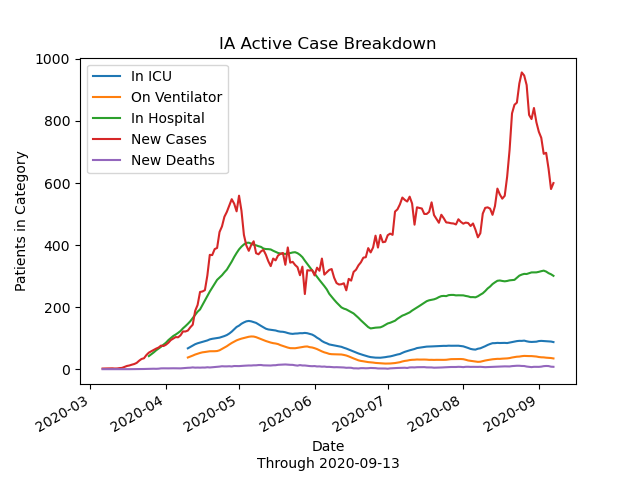 IA Active Case Breakdown
1000
800
600
400
200
0
Patients in Category
In ICU
On Ventilator
In Hospital
New Cases
New Deaths
2020-03
2020-04
2020-05
2020-06
2020-07
2020-08
2020-09
Date
Through 2020-09-13